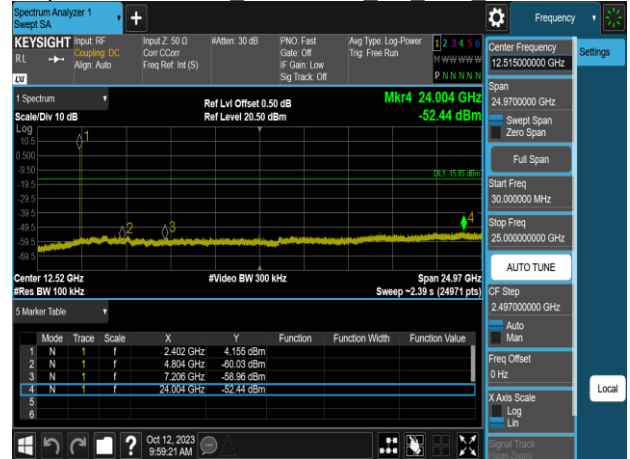 Spectrum Analyzer 1
Swept SA
Frequency
KEYSIGHT
Input: RF
Input Z: 50 Ω
#Atten: 30 dB
PNO: Fast
Avg Type: Log-Power
1 2 3 4 5 6
R L
Coupling: DC
Corr CCorr
Gate: Off
Trig: Free Run
M W W W W W
Align: Auto
Freq Ref: Int (S)
IF Gain: Low
P N N N N N
Sig Track: Off
LXI
1 Spectrum
Ref Lvl Offset 0.50 dB
Mkr4 24.004 GHz
Scale/Div 10 dB
Ref Level 20.50 dBm
-52.44 dBm
Log
10.5
0.500
-9.50
-19.5
-29.5
-39.5
-49.5
-59.5
-69.5
1
2
3
4
DL1 -15.85 dBm
Center 12.52 GHz
#Video BW 300 kHz
Span 24.97 GHz
#Res BW 100 kHz
Sweep ~2.39 s (24971 pts)
5 Marker Table
Mode Trace Scale X Y Function Function Width Function Value
1 N 1 f 2.402 GHz 4.155 dBm
2 N 1 f 4.804 GHz -60.03 dBm
3 N 1 f 7.206 GHz -58.96 dBm
4 N 1 f 24.004 GHz -52.44 dBm
5
6
?
Oct 12, 2023
9:59:21 AM
Center Frequency
12.515000000 GHz
Settings
Span
24.9700000 GHz
Swept Span
Zero Span
Full Span
Start Freq
30.000000 MHz
Stop Freq
25.000000000 GHz
AUTO TUNE
CF Step
2.497000000 GHz
Auto
Man
Freq Offset
0 Hz
Local
X Axis Scale
Log
Lin
Signal Track
(Span Zoom)